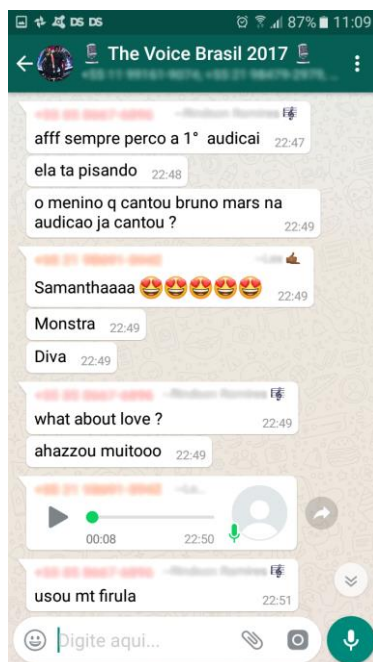 DS DS 87% 11:09
The Voice Brasil 2017
afff sempre perco a 1° audicai 22:47
ela ta pisando 22:48
o menino q cantou bruno mars na
audicao ja cantou ? 22:49
Samanthaaaa 😍😍😍😍😍 22:49
Monstra 22:49
Diva 22:49
what about love ? 22:49
ahazzou muitooo 22:49
00:08 22:50
usou mt firula 22:51
Digite aqui...